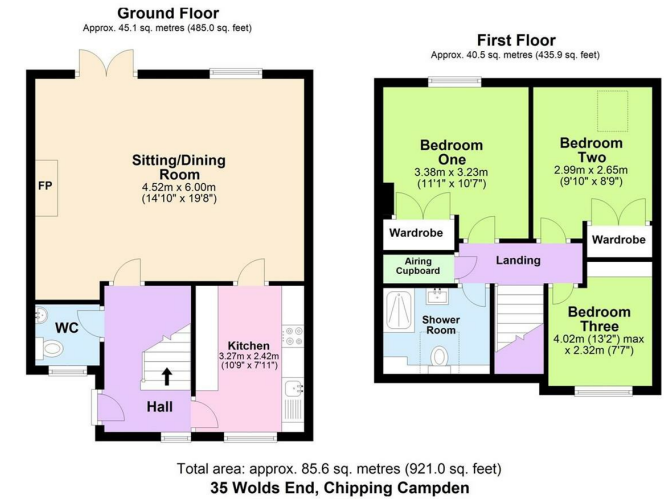 Ground Floor
Approx. 45.1 sq. metres (485.0 sq. feet)
Sitting/Dining
Room
4.52m x 6.00m
(14'10" x 19'8")
FP
WC
Kitchen
3.27m x 2.42m
(10'9" x 7'11")
Hall
First Floor
Approx. 40.5 sq. metres (435.9 sq. feet)
Bedroom
One
3.38m x 3.23m
(11'1" x 10'7")
Bedroom
Two
2.99m x 2.65m
(9'10" x 8'9")
Wardrobe
Wardrobe
Airing
Cupboard
Landing
Shower
Room
Bedroom
Three
4.02m (13'2") max
x 2.32m (7'7")
Total area: approx. 85.6 sq. metres (921.0 sq. feet)
35 Wolds End, Chipping Campden